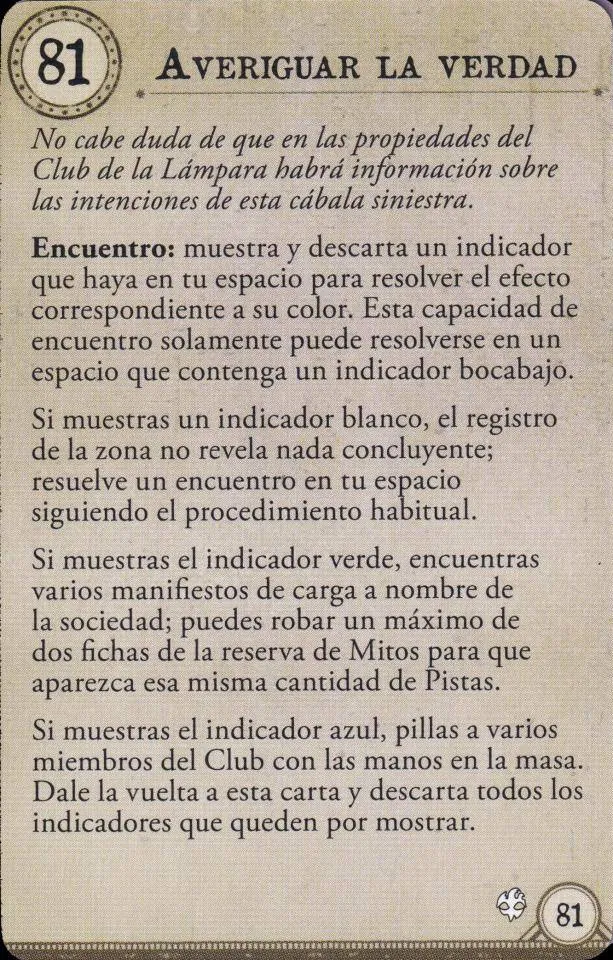 81
AVERIGUAR LA VERDAD
No cabe duda de que en las propiedades del
Club de la Lámpara habrá información sobre
las intenciones de esta cábala siniestra.
Encuentro: muestra y descarta un indicador
que haya en tu espacio para resolver el efecto
correspondiente a su color. Esta capacidad de
encuentro solamente puede resolverse en un
espacio que contenga un indicador bocabajo.
Si muestras un indicador blanco, el registro
de la zona no revela nada concluyente;
resuelve un encuentro en tu espacio
siguiendo el procedimiento habitual.
Si muestras el indicador verde, encuentras
varios manifiestos de carga a nombre de
la sociedad; puedes robar un máximo de
dos fichas de la reserva de Mitos para que
aparezca esa misma cantidad de Pistas.
Si muestras el indicador azul, pillas a varios
miembros del Club con las manos en la masa.
Dale la vuelta a esta carta y descarta todos los
indicadores que queden por mostrar.
81